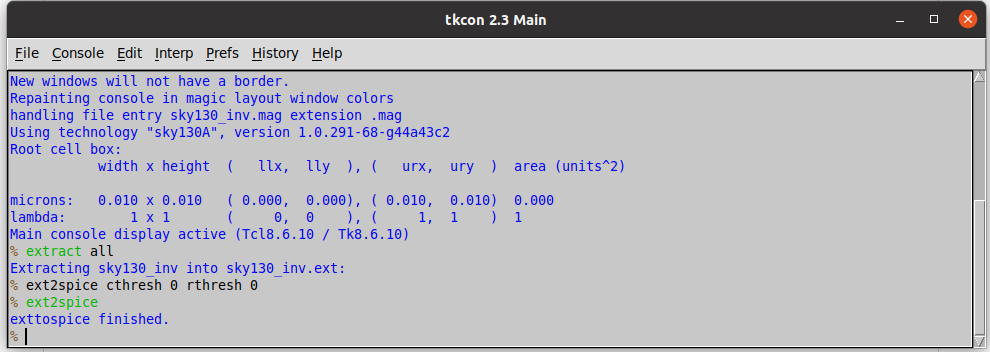 tkcon 2.3 Main
File Console Edit Interp Prefs History Help
New windows will not have a border.
Repainting console in magic layout window colors
handling file entry sky130_inv.mag extension .mag
Using technology "sky130A", version 1.0.291-68-g44a43c2
Root cell box:
width x height ( llx, lly ), ( urx, ury ) area (units^2)
microns: 0.010 x 0.010 ( 0.000, 0.000), ( 0.010, 0.010) 0.000
lambda: 1 x 1 ( 0, 0 ), ( 1, 1 ) 1
Main console display active (Tcl8.6.10 / Tk8.6.10)
% extract all
Extracting sky130_inv into sky130_inv.ext:
% ext2spice cthresh 0 rthresh 0
% ext2spice
exttospice finished.
%